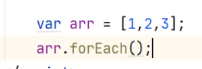 var arr = [1,2,3];
arr.forEach();